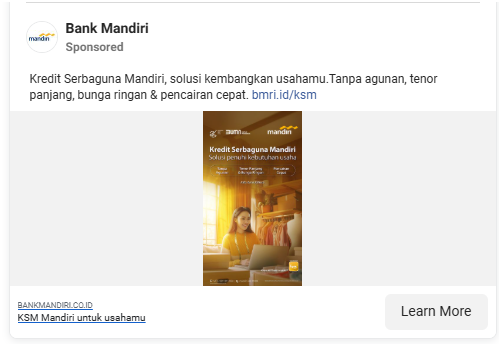 mandiri
Bank Mandiri
Sponsored
Kredit Serbaguna Mandiri, solusi kembangkan usahamu.Tanpa agunan, tenor
panjang, bunga ringan & pencairan cepat. bmri.id/ksm
BUMN mandiri
Kredit Serbaguna Mandiri
Solusi penuhi kebutuhan usaha
BANKMANDIRI.CO.ID
KSM Mandiri untuk usahamu
Learn More